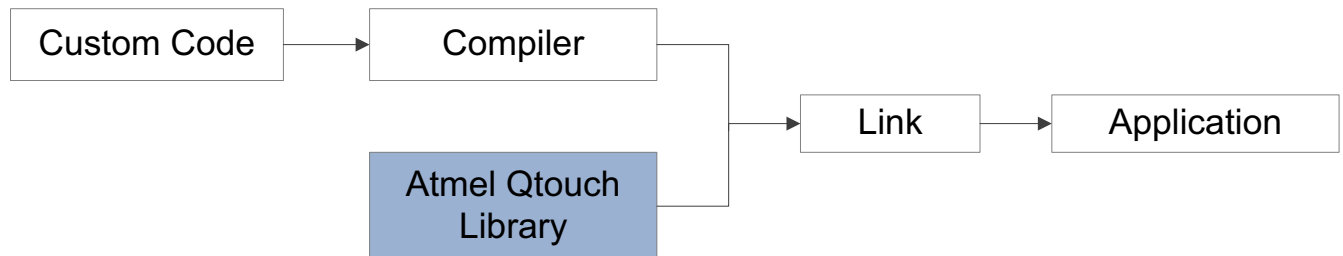 Custom Code
Compiler
Link
Application
Atmel Qtouch
Library